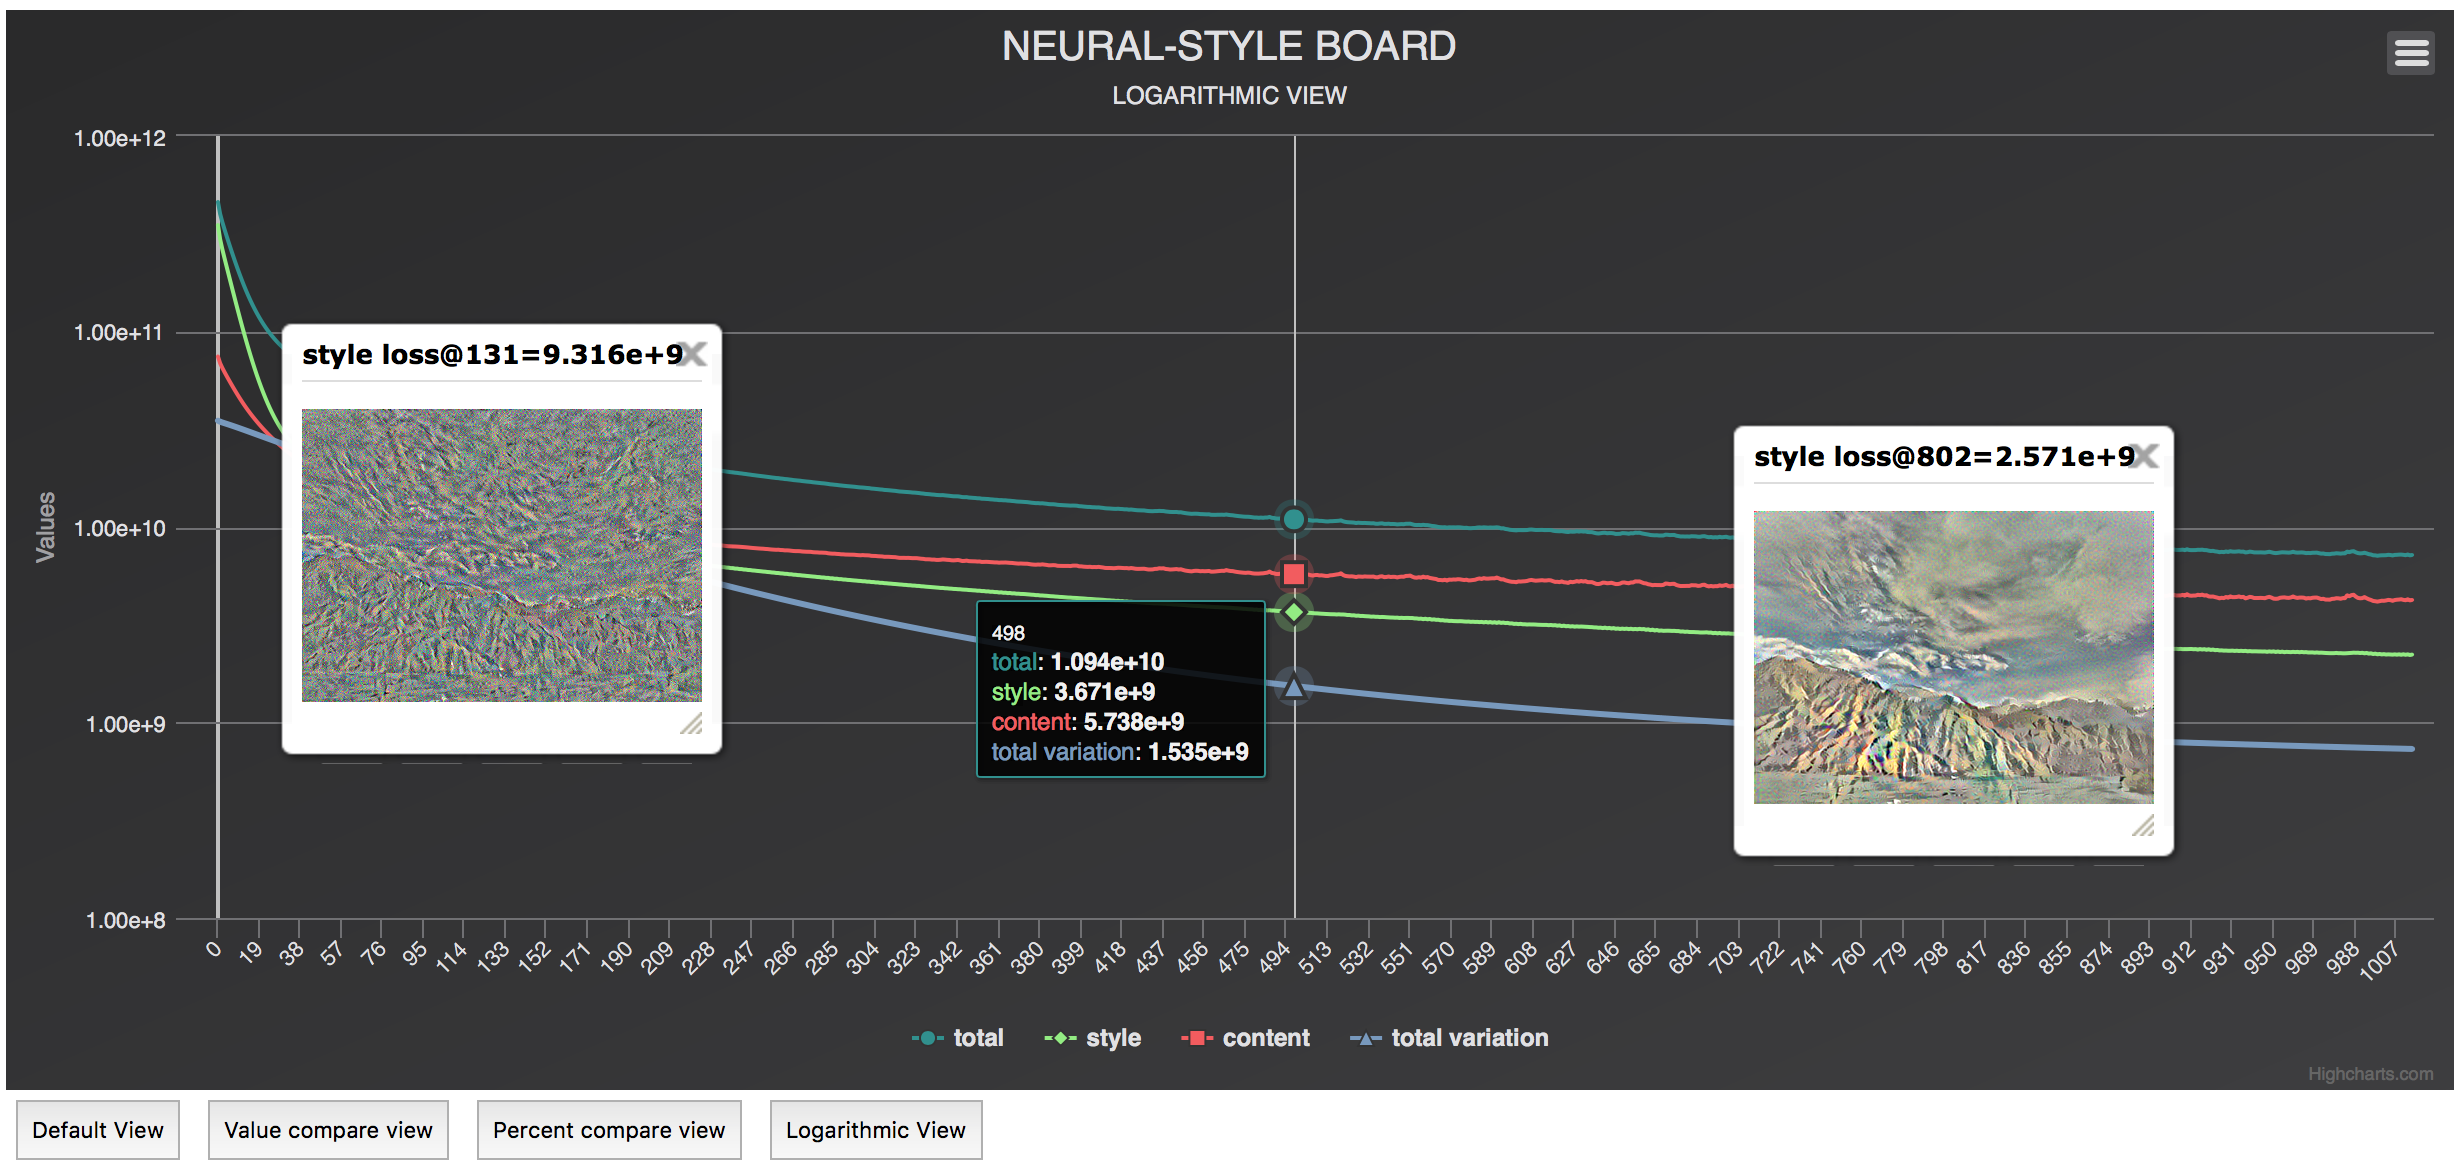 NEURAL-STYLE BOARD
LOGARITHMIC VIEW
1.00e+12
1.00e+11
1.00e+10
1.00e+9
1.00e+8
Values
style loss@131=9.316e+9
style loss@802=2.571e+9
498
total: 1.094e+10
style: 3.671e+9
content: 5.738e+9
total variation: 1.535e+9
0 19 38 57 76 95 114 133 152 171 190 209 228 247 266 285 304 323 342 361 380 399 418 437 456 475 494 513 532 551 570 589 608 627 646 665 684 703 722 741 760 779 798 817 836 855 874 893 912 931 950 969 988 1007
total style content total variation
Highcharts.com
Default View Value compare view Percent compare view Logarithmic View